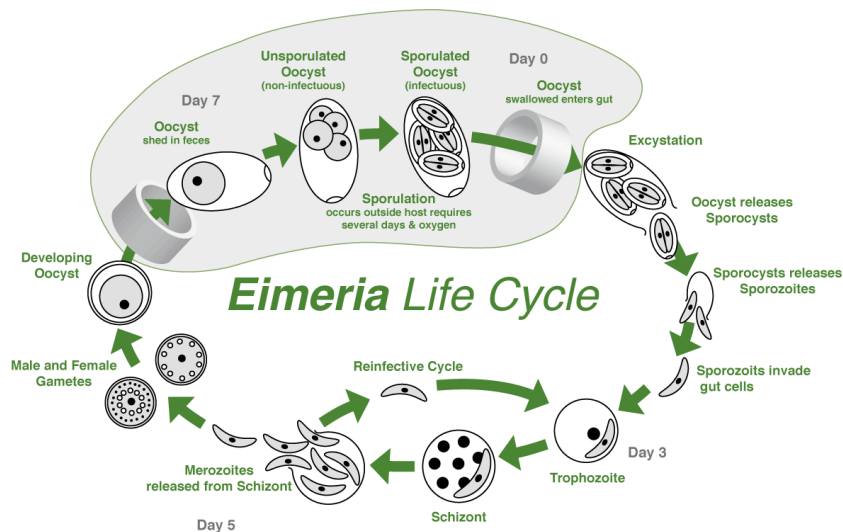 Day 0
Unsporulated
Oocyst
(non-infectuous)
Sporulated
Oocyst
(infectuous)
Oocyst
swallowed enters gut
Day 7
Oocyst
shed in feces
Excystation
Sporulation
occurs outside host requires
several days & oxygen
Oocyst releases
Sporocysts
Developing
Oocyst
Sporocysts releases
Sporozoites
Eimeria Life Cycle
Male and Female
Gametes
Reinfective Cycle
Sporozoits invade
gut cells
Day 3
Merozoites
released from Schizont
Trophozoite
Schizont
Day 5